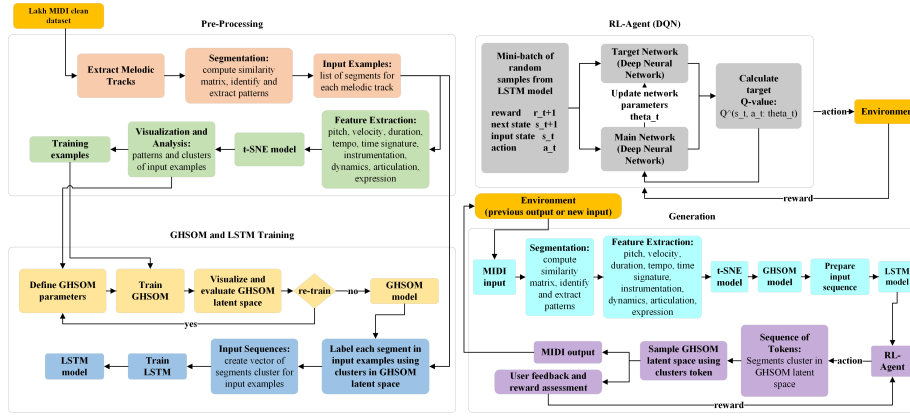 Lakh MIDI clean
dataset
Pre-Processing
Extract Melodic
Tracks
Segmentation:
compute similarity
matrix, identify and
extract patterns
Input Examples:
list of segments for
each melodic track
Training
examples
Visualization and
Analysis:
patterns and clusters
of input examples
t-SNE model
Feature Extraction:
pitch, velocity, duration,
tempo, time signature,
instrumentation,
dynamics, articulation,
expression
GHSOM and LSTM Training
Define GHSOM
parameters
Train
GHSOM
Visualize and
evaluate GHSOM
latent space
re-train
no
yes
GHSOM
model
LSTM
model
Train
LSTM
Input Sequences:
create vector of
segments cluster for
input examples
Label each segment in
input examples using
clusters in GHSOM
latent space
RL-Agent (DQN)
Mini-batch of
random
samples from
LSTM model
reward r_t+1
next state s_t+1
input state s_t
action a_t
Target Network
(Deep Neural
Network)
Update network
parameters
theta_t
Main Network
(Deep Neural
Network)
Calculate
target
Q-value:
Q^(s_t, a_t: theta_t)
action
Environment
reward
Environment
(previous output or new input)
Generation
MIDI
input
Segmentation:
compute
similarity
matrix, identify
and extract
patterns
Feature Extraction:
pitch, velocity,
duration, tempo, time
signature,
instrumentation,
dynamics, articulation,
expression
t-SNE
model
GHSOM
model
Prepare
input
sequence
LSTM
model
MIDI output
User feedback and
reward assessment
Sample GHSOM
latent space using
clusters token
Sequence of
Tokens:
Segments cluster
in GHSOM latent
space
action
RL-
Agent
reward